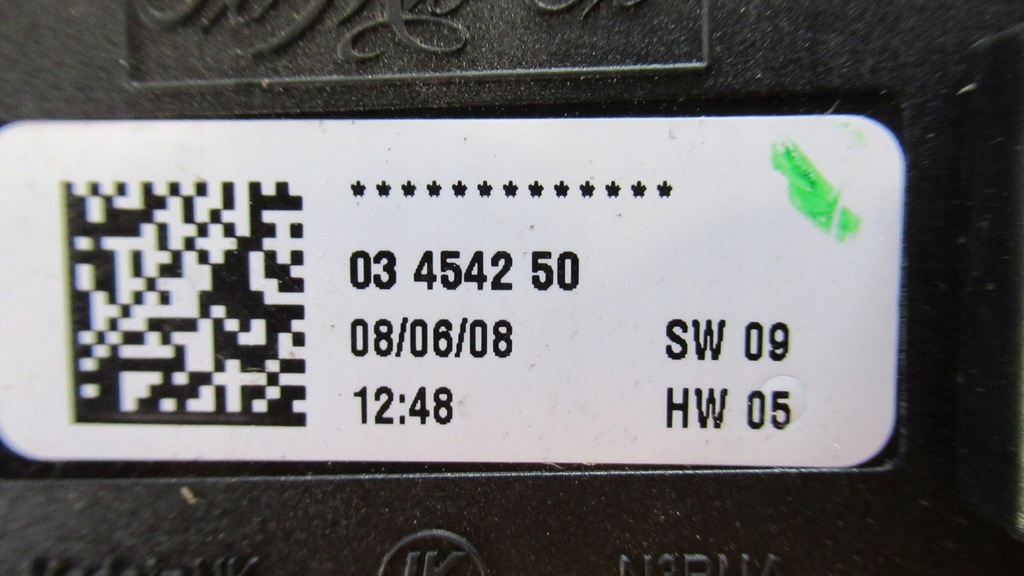 *************
03 4542 50
08/06/08 SW 09
12:48 HW 05